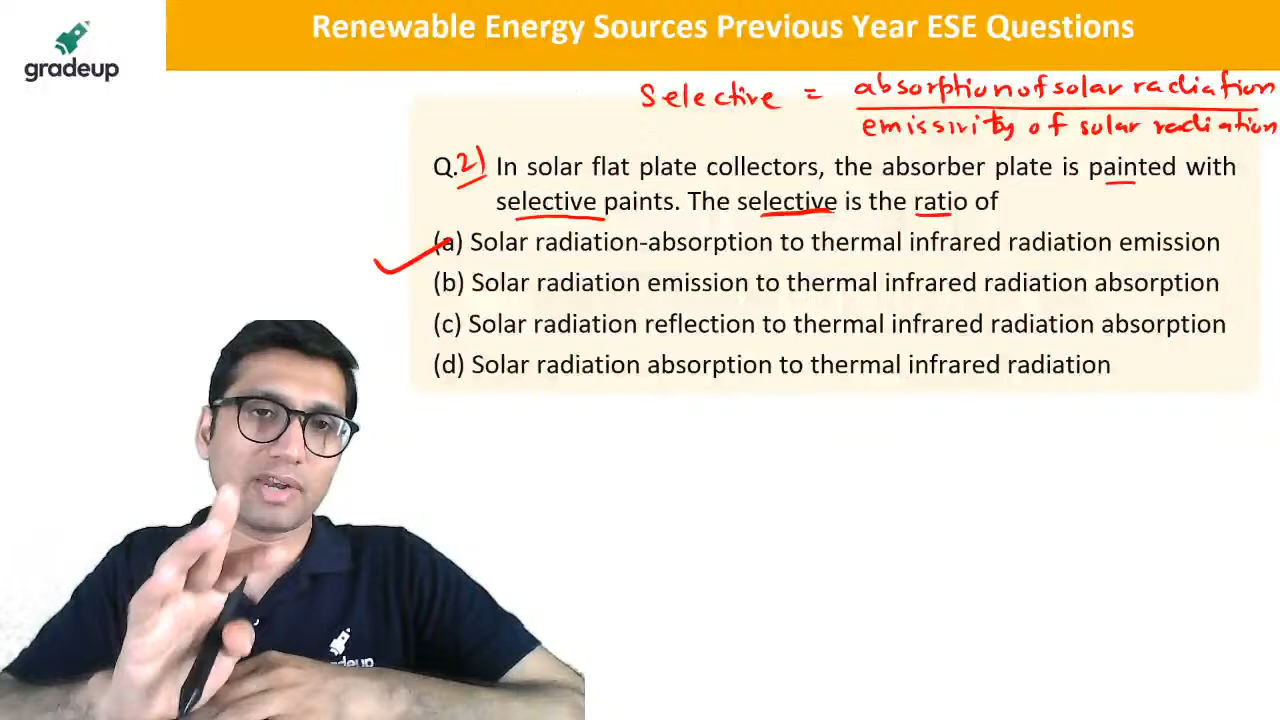 Renewable Energy Sources Previous Year ESE Questions
gradeup
Selective = absorption of solar radiation
emissivity of solar radiation
Q.2) In solar flat plate collectors, the absorber plate is painted with
selective paints. The selective is the ratio of
(a) Solar radiation-absorption to thermal infrared radiation emission
(b) Solar radiation emission to thermal infrared radiation absorption
(c) Solar radiation reflection to thermal infrared radiation absorption
(d) Solar radiation absorption to thermal infrared radiation